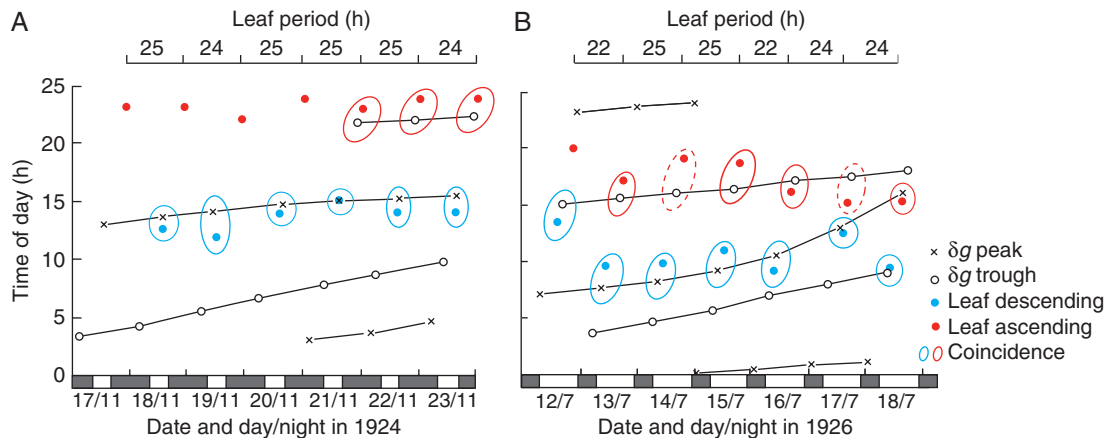 A
Leaf period (h)
25 24 25 25 25 24
Time of day (h)
25
20
15
10
5
0
17/11 18/11 19/11 20/11 21/11 22/11 23/11
Date and day/night in 1924
B
Leaf period (h)
22 25 25 22 24 24
12/7 13/7 14/7 15/7 16/7 17/7 18/7
Date and day/night in 1926
δg peak
δg trough
Leaf descending
Leaf ascending
Coincidence